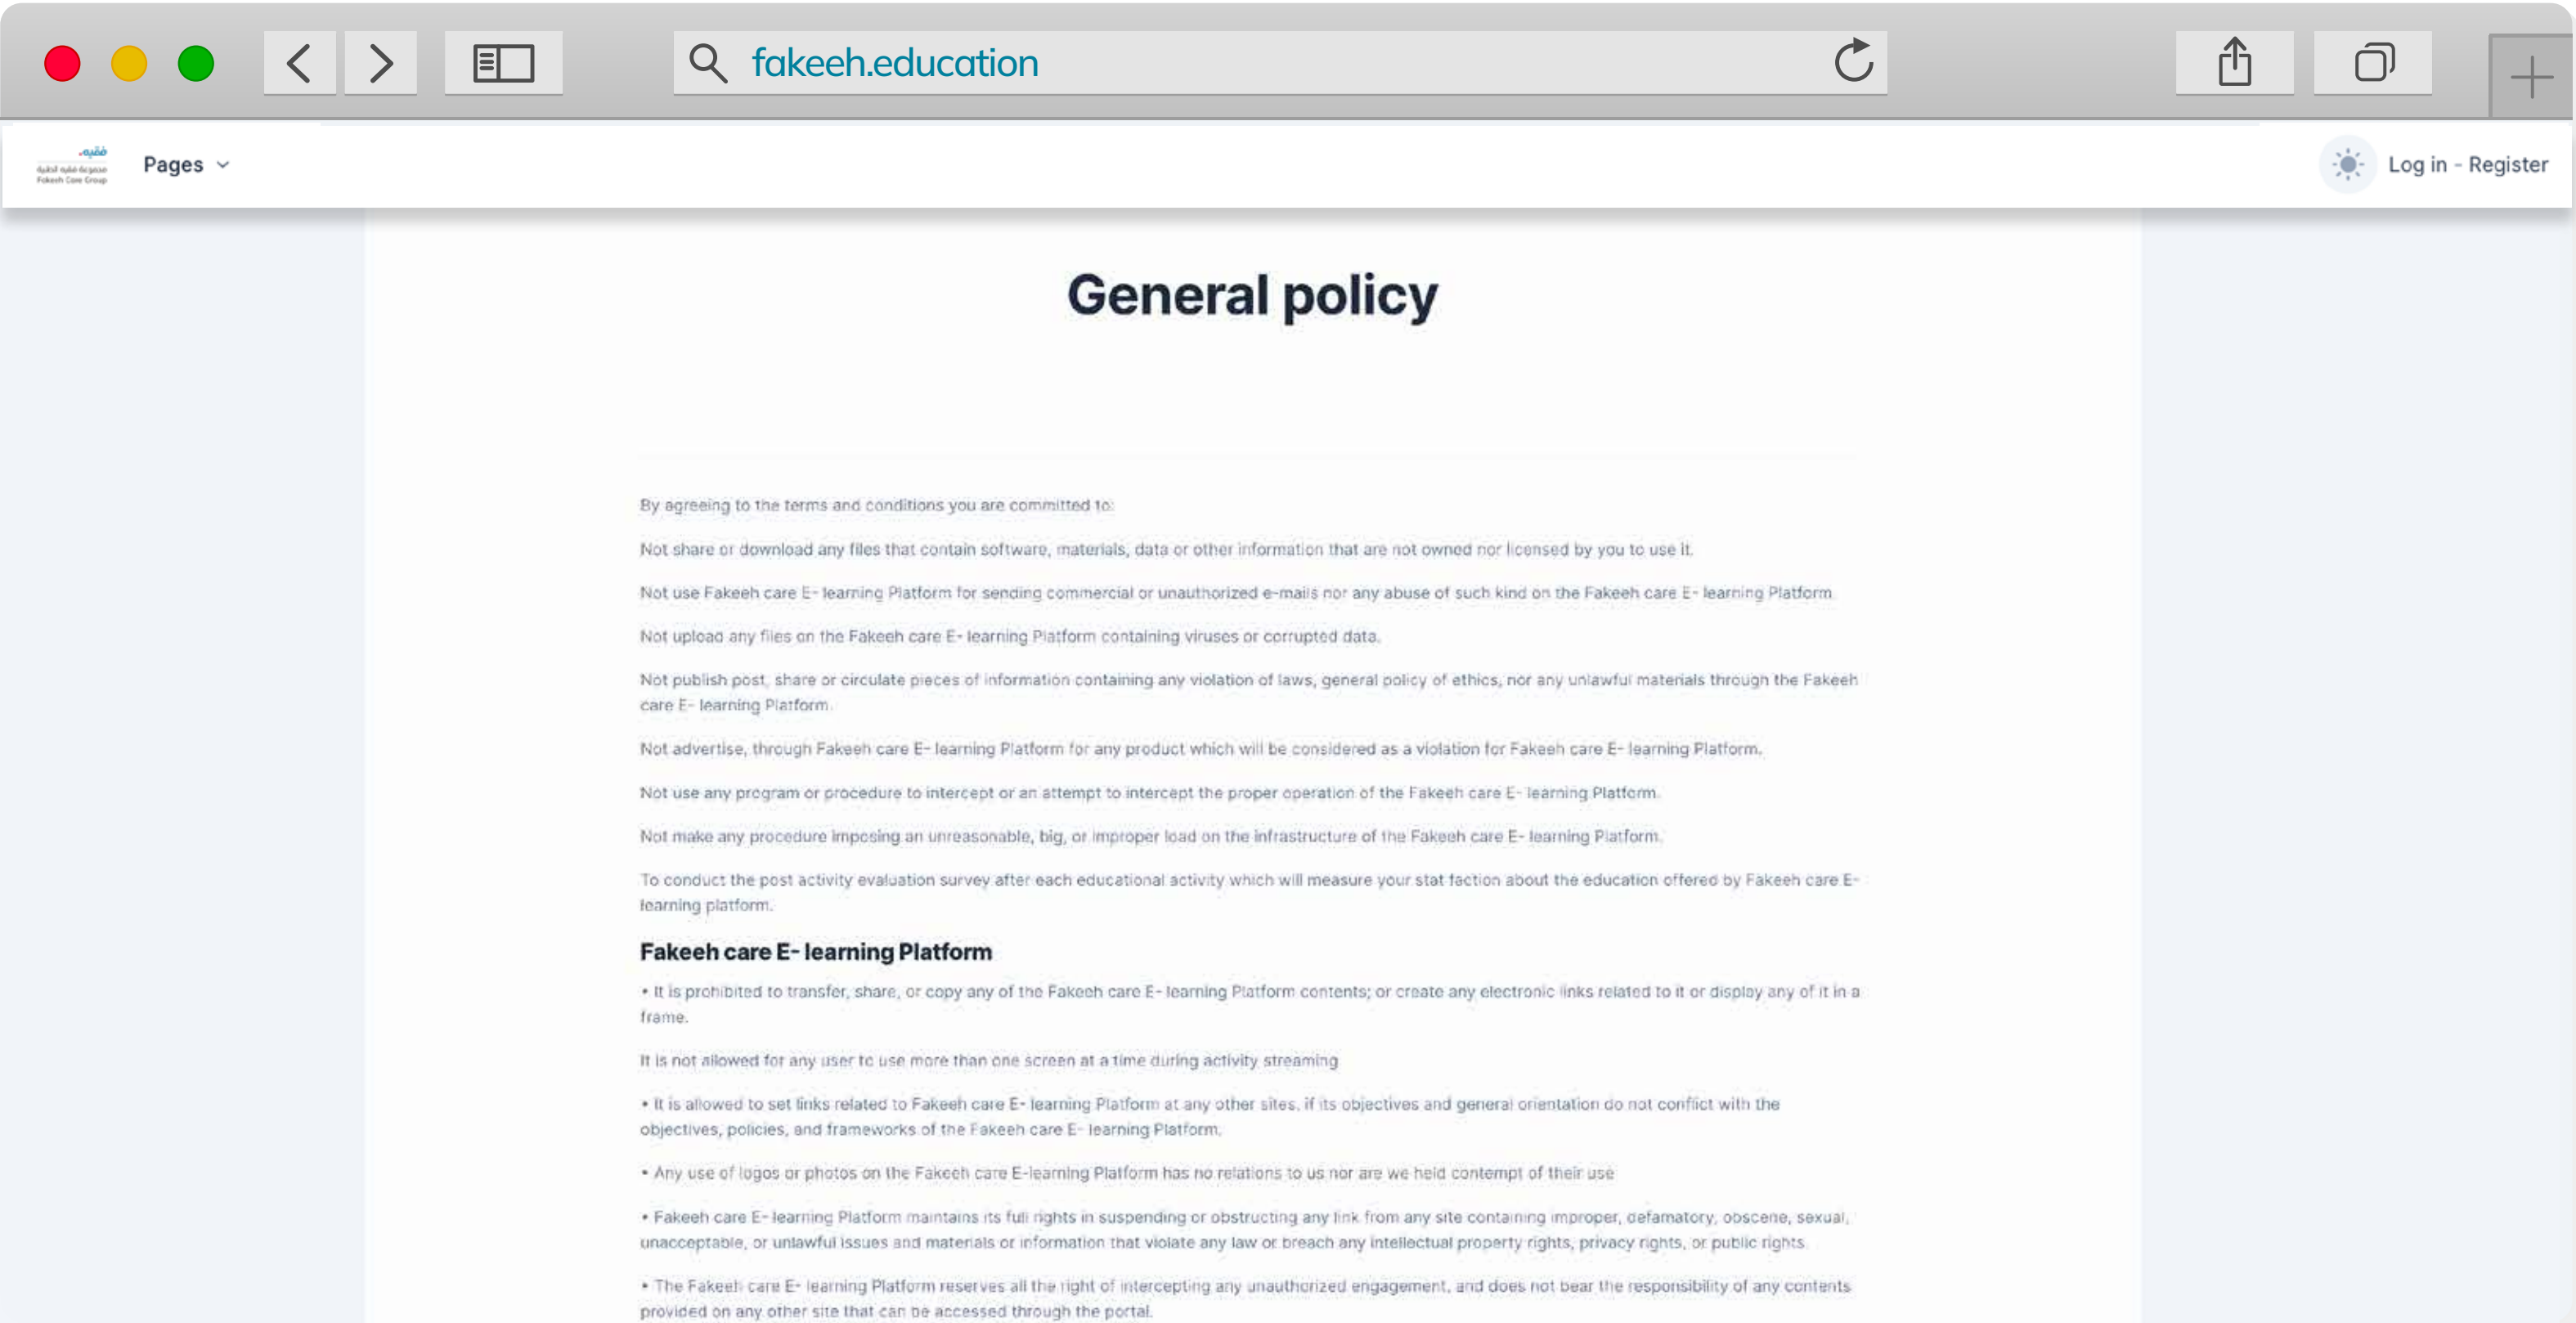 fakeeh.education
فقيه
مجموعة فقيه الطبية
Fakeeh Care Group
Pages
Log in - Register
General policy
By agreeing to the terms and conditions you are committed to:
Not share or download any files that contain software, materials, data or other information that are not owned nor licensed by you to use it.
Not use Fakeeh care E- learning Platform for sending commercial or unauthorized e-mails nor any abuse of such kind on the Fakeeh care E- learning Platform
Not upload any files on the Fakeeh care E- learning Platform containing viruses or corrupted data.
Not publish post, share or circulate pieces of information containing any violation of laws, general policy of ethics, nor any unlawful materials through the Fakeeh
care E- learning Platform.
Not advertise, through Fakeeh care E- learning Platform for any product which will be considered as a violation for Fakeeh care E- learning Platform.
Not use any program or procedure to intercept or an attempt to intercept the proper operation of the Fakeeh care E- learning Platform.
Not make any procedure imposing an unreasonable, big, or improper load on the infrastructure of the Fakeeh care E- learning Platform.
To conduct the post activity evaluation survey after each educational activity which will measure your stat faction about the education offered by Fakeeh care E-
learning platform.
Fakeeh care E- learning Platform
• It is prohibited to transfer, share, or copy any of the Fakeeh care E- learning Platform contents; or create any electronic links related to it or display any of it in a
frame.
It is not allowed for any user to use more than one screen at a time during activity streaming
• It is allowed to set links related to Fakeeh care E- learning Platform at any other sites, if its objectives and general orientation do not conflict with the
objectives, policies, and frameworks of the Fakeeh care E- learning Platform.
• Any use of logos or photos on the Fakeeh care E-learning Platform has no relations to us nor are we held contempt of their use
• Fakeeh care E- learning Platform maintains its full rights in suspending or obstructing any link from any site containing improper, defamatory, obscene, sexual,
unacceptable, or unlawful issues and materials or information that violate any law or breach any intellectual property rights, privacy rights, or public rights
• The Fakeeh care E- learning Platform reserves all the right of intercepting any unauthorized engagement, and does not bear the responsibility of any contents
provided on any other site that can be accessed through the portal.